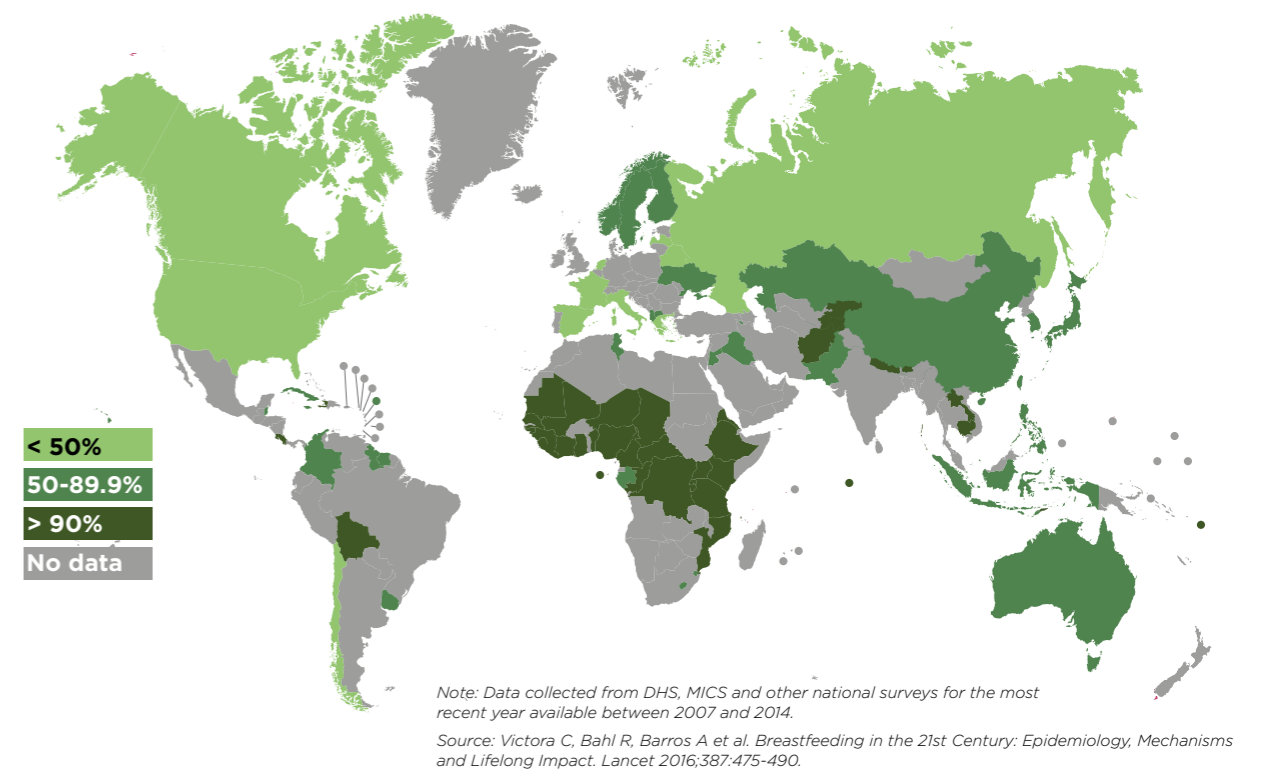 < 50%
50-89.9%
> 90%
No data
Note: Data collected from DHS, MICS and other national surveys for the most
recent year available between 2007 and 2014.
Source: Victora C, Bahl R, Barros A et al. Breastfeeding in the 21st Century: Epidemiology, Mechanisms
and Lifelong Impact. Lancet 2016;387:475-490.